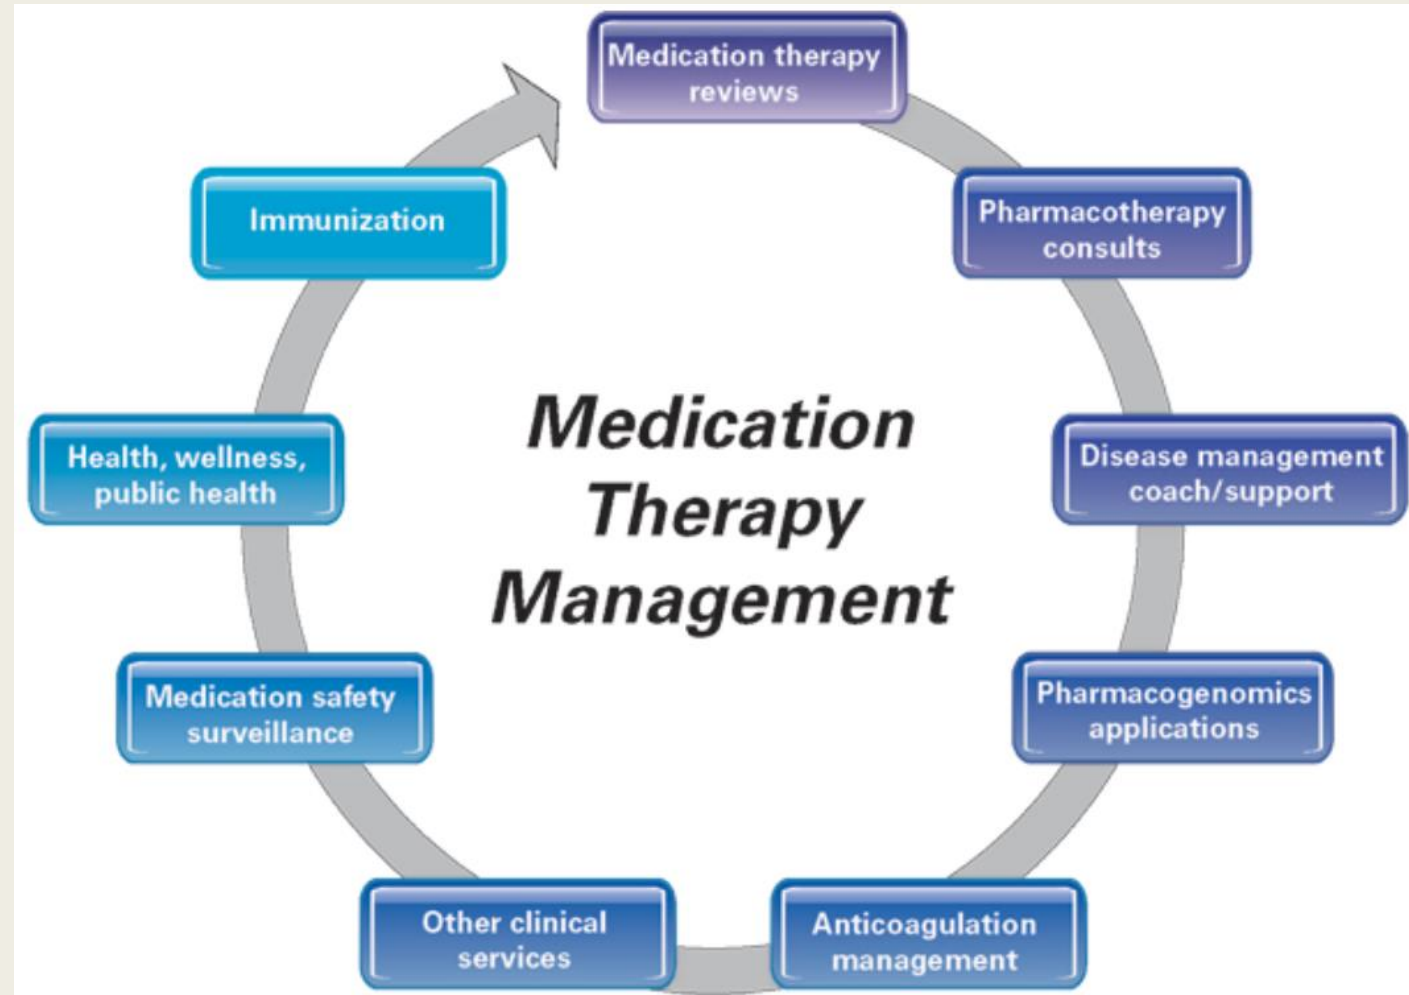 Medication therapy
reviews
Pharmacotherapy
consults
Disease management
coach/support
Pharmacogenomics
applications
Anticoagulation
management
Other clinical
services
Medication safety
surveillance
Health, wellness,
public health
Immunization
Medication
Therapy
Management